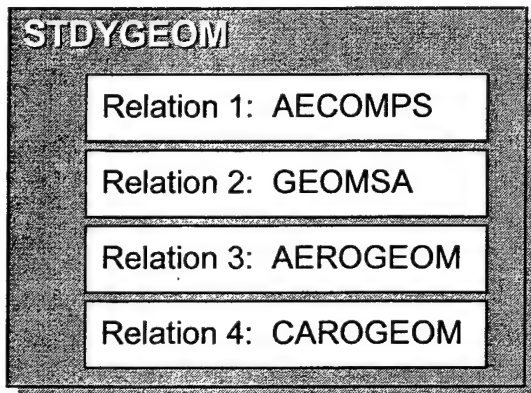 STDYGEOM
Relation 1: AECOMPS
Relation 2: GEOMSA
Relation 3: AEROGEOM
Relation 4: CAROGEOM